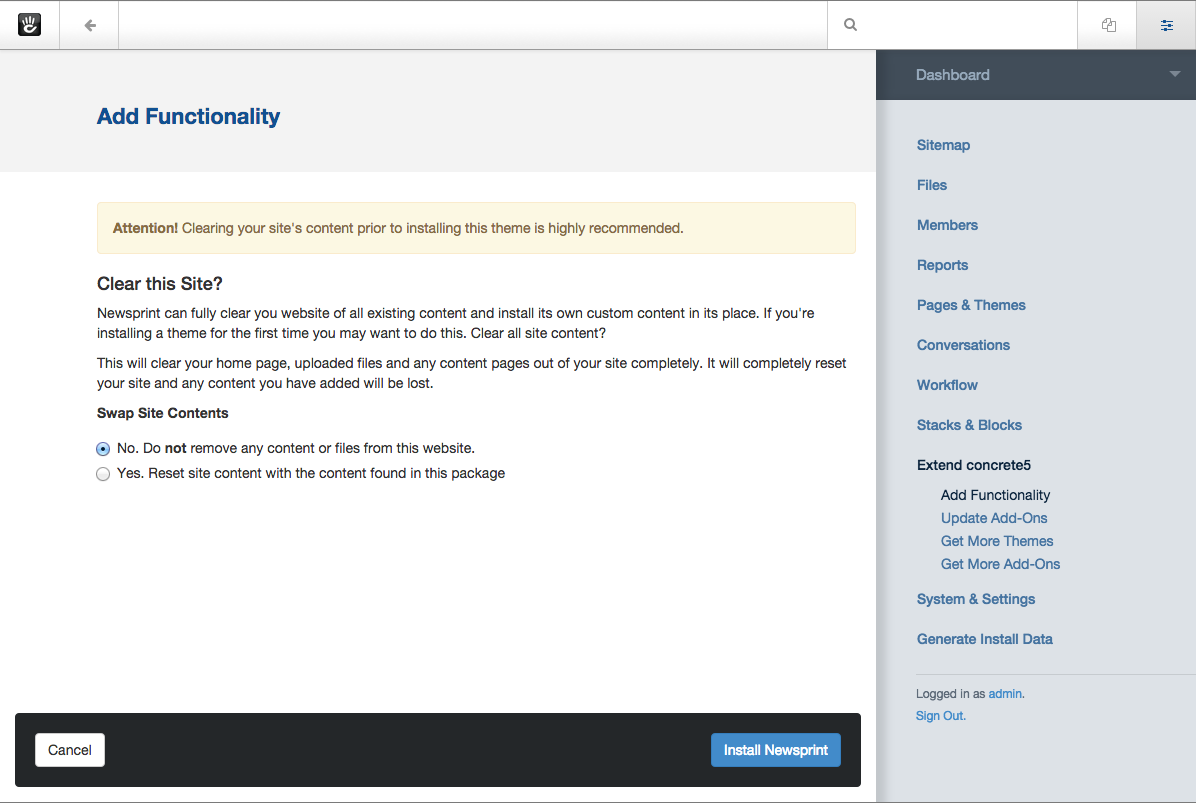 Dashboard
Add Functionality
Attention! Clearing your site's content prior to installing this theme is highly recommended.
Clear this Site?
Newsprint can fully clear you website of all existing content and install its own custom content in its place. If you're
installing a theme for the first time you may want to do this. Clear all site content?
This will clear your home page, uploaded files and any content pages out of your site completely. It will completely reset
your site and any content you have added will be lost.
Swap Site Contents
No. Do not remove any content or files from this website.
Yes. Reset site content with the content found in this package
Cancel
Install Newsprint
Sitemap
Files
Members
Reports
Pages & Themes
Conversations
Workflow
Stacks & Blocks
Extend concrete5
Add Functionality
Update Add-Ons
Get More Themes
Get More Add-Ons
System & Settings
Generate Install Data
Logged in as admin.
Sign Out.